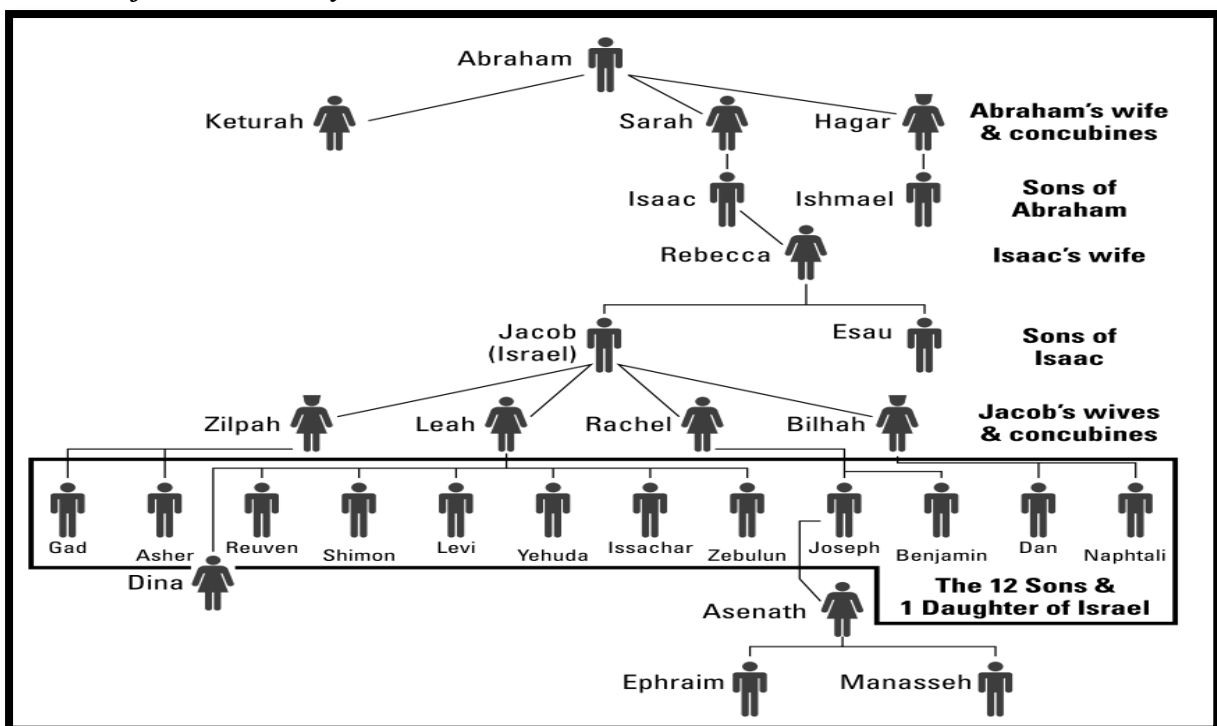 Abraham
Keturah
Sarah
Hagar
Abraham's wife
& concubines
Isaac
Ishmael
Sons of
Abraham
Rebecca
Isaac's wife
Jacob
(Israel)
Esau
Sons of
Isaac
Zilpah
Leah
Rachel
Bilhah
Jacob's wives
& concubines
Gad
Asher
Reuven
Shimon
Levi
Yehuda
Issachar
Zebulun
Joseph
Benjamin
Dan
Naphtali
Dina
The 12 Sons &
1 Daughter of Israel
Asenath
Ephraim
Manasseh